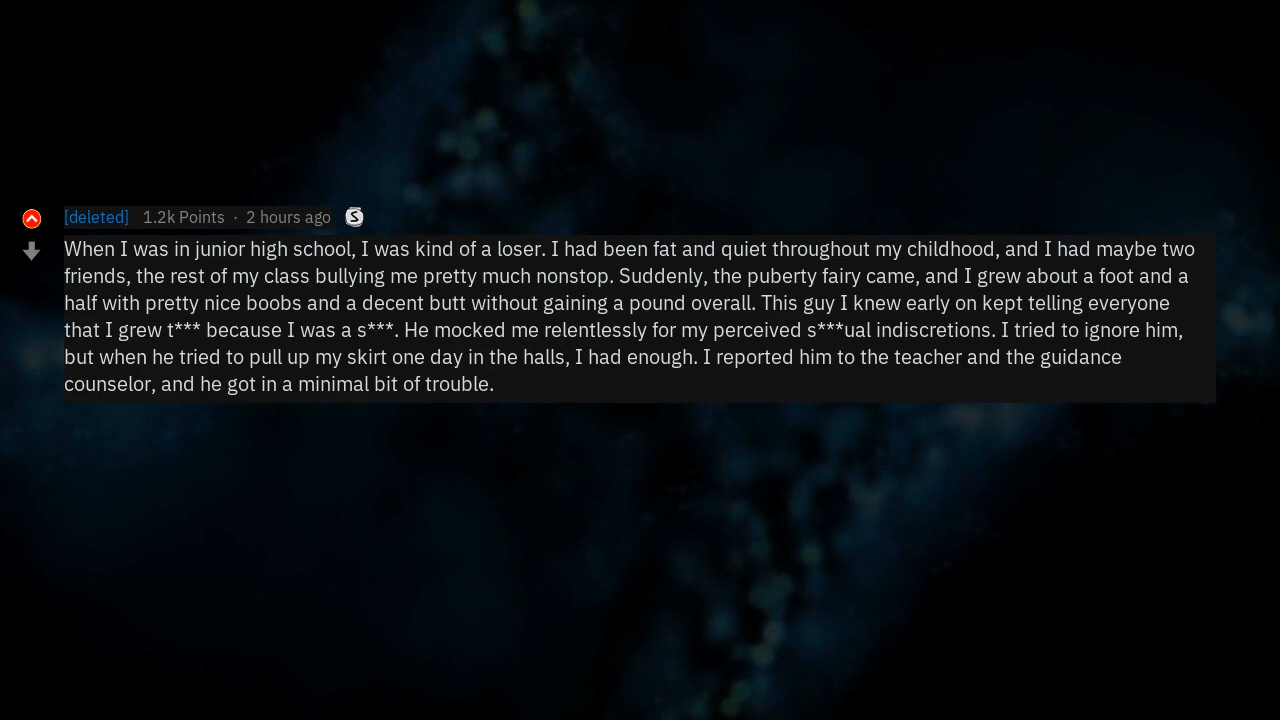 [deleted] 1.2k Points · 2 hours ago S
When I was in junior high school, I was kind of a loser. I had been fat and quiet throughout my childhood, and I had maybe two
friends, the rest of my class bullying me pretty much nonstop. Suddenly, the puberty fairy came, and I grew about a foot and a
half with pretty nice boobs and a decent butt without gaining a pound overall. This guy I knew early on kept telling everyone
that I grew t*** because I was a s***. He mocked me relentlessly for my perceived s***ual indiscretions. I tried to ignore him,
but when he tried to pull up my skirt one day in the halls, I had enough. I reported him to the teacher and the guidance
counselor, and he got in a minimal bit of trouble.